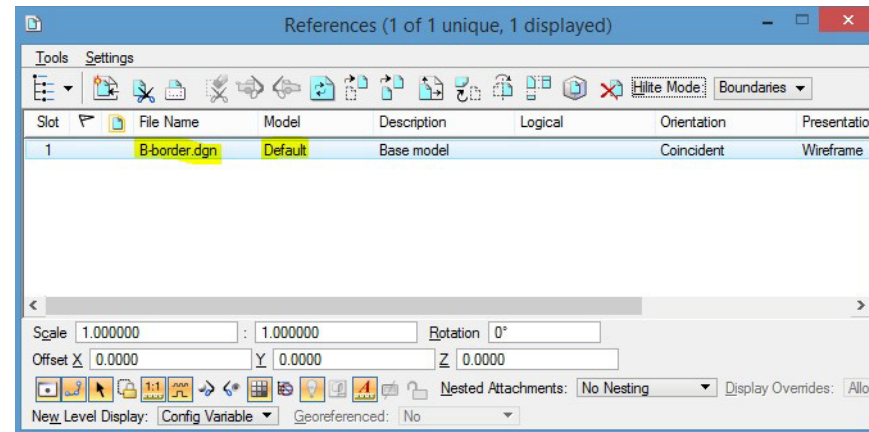 References (1 of 1 unique, 1 displayed)
Tools Settings
Hilite Mode: Boundaries
Slot File Name Model Description Logical Orientation Presentatio
1 B-border.dgn Default Base model Coincident Wireframe
Scale 1.000000 : 1.000000 Rotation 0°
Offset X 0.0000 Y 0.0000 Z 0.0000
1:1 A Nested Attachments: No Nesting Display Overrides: Allo
New Level Display: Config Variable Georeferenced: No